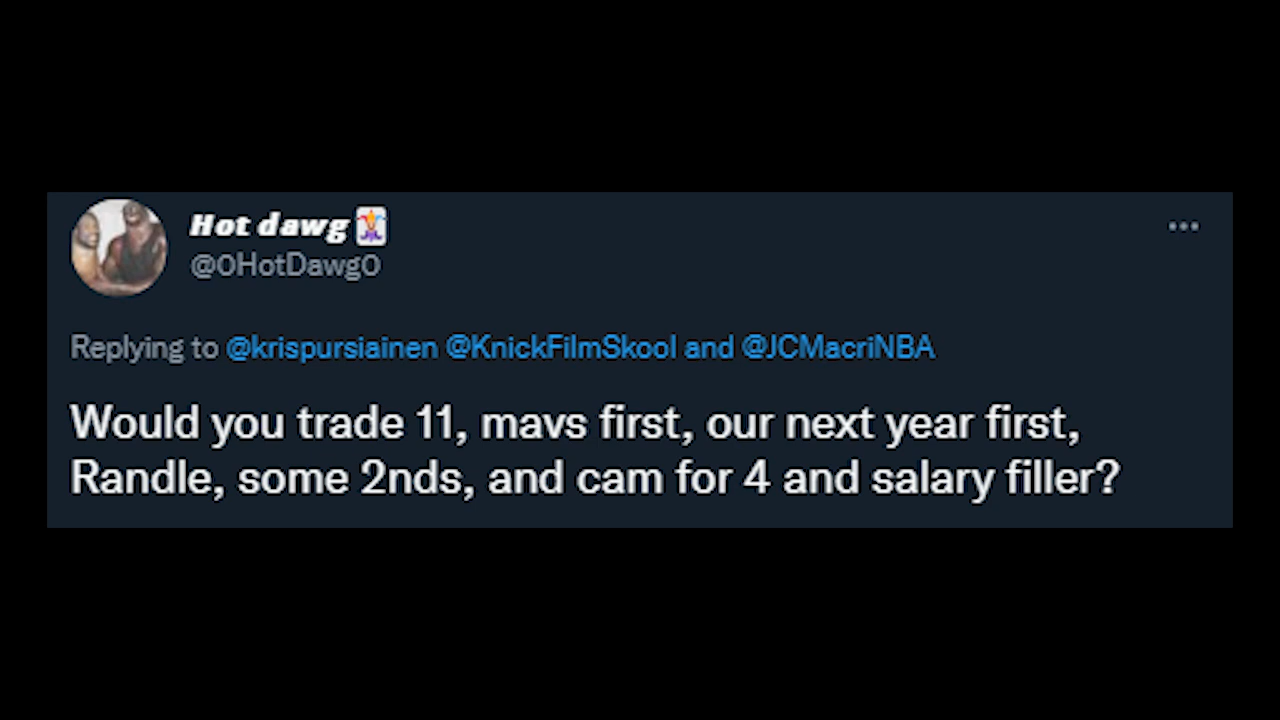 Hot dawg
@0HotDawg0
Replying to @krispursiainen @KnickFilmSkool and @JCMacriNBA
Would you trade 11, mavs first, our next year first,
Randle, some 2nds, and cam for 4 and salary filler?